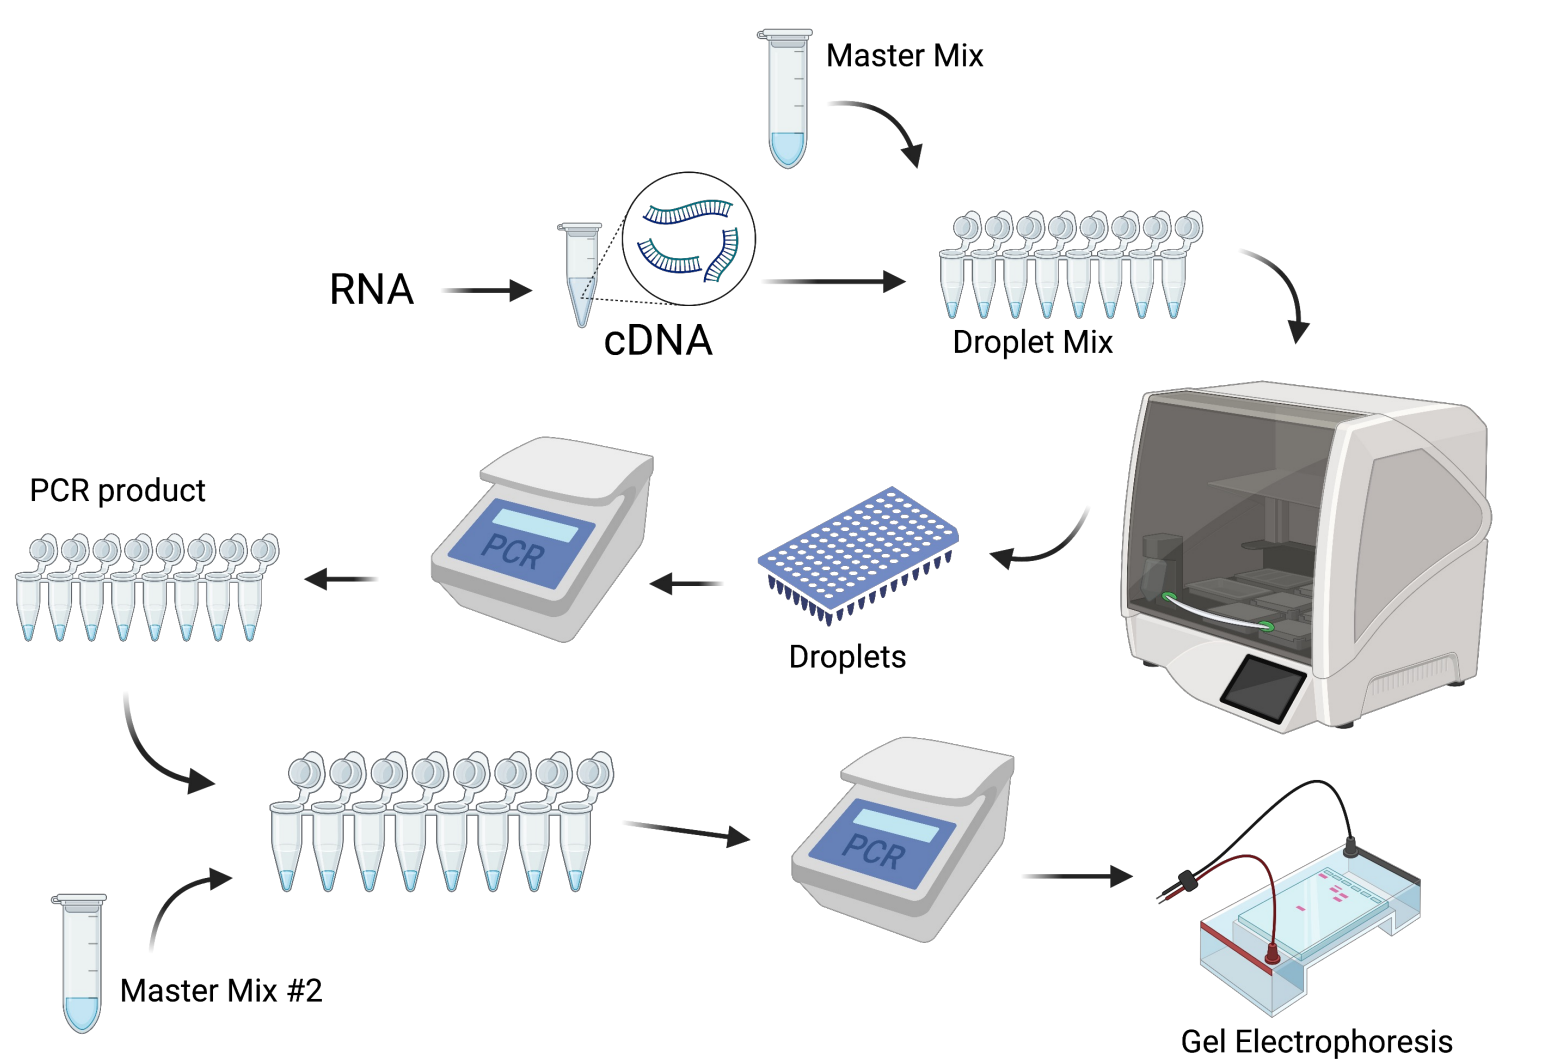 Master Mix
RNA
cDNA
Droplet Mix
PCR product
PCR
Droplets
PCR
Master Mix #2
Gel Electrophoresis